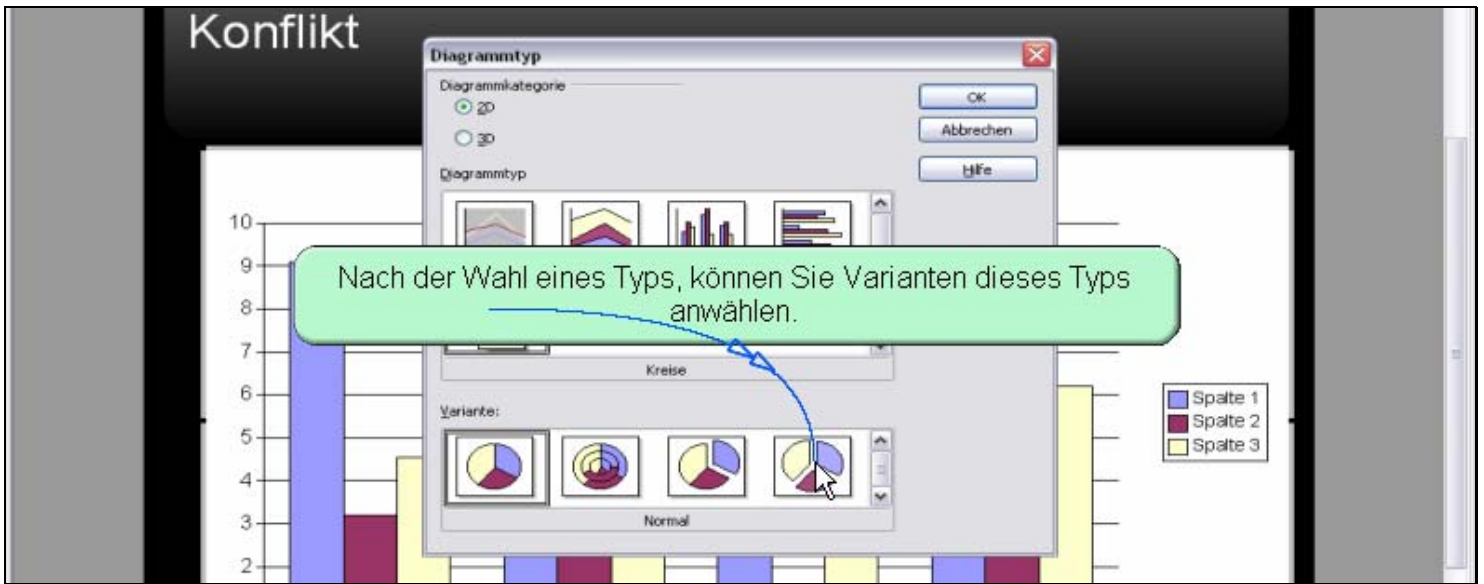 Konflikt
Diagrammtyp
Diagrammkategorie
2D
3D
OK
Abbrechen
Hilfe
Diagrammtyp
10
9
8
7
6
5
4
3
2
Nach der Wahl eines Typs, können Sie Varianten dieses Typs
anwählen.
Kreise
Variante:
Normal
Spalte 1
Spalte 2
Spalte 3